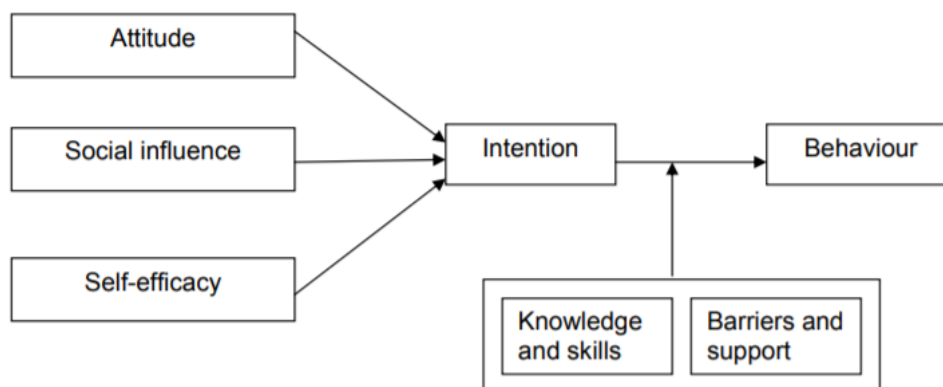 Attitude
Social influence
Intention
Behaviour
Self-efficacy
Knowledge
and skills
Barriers and
support